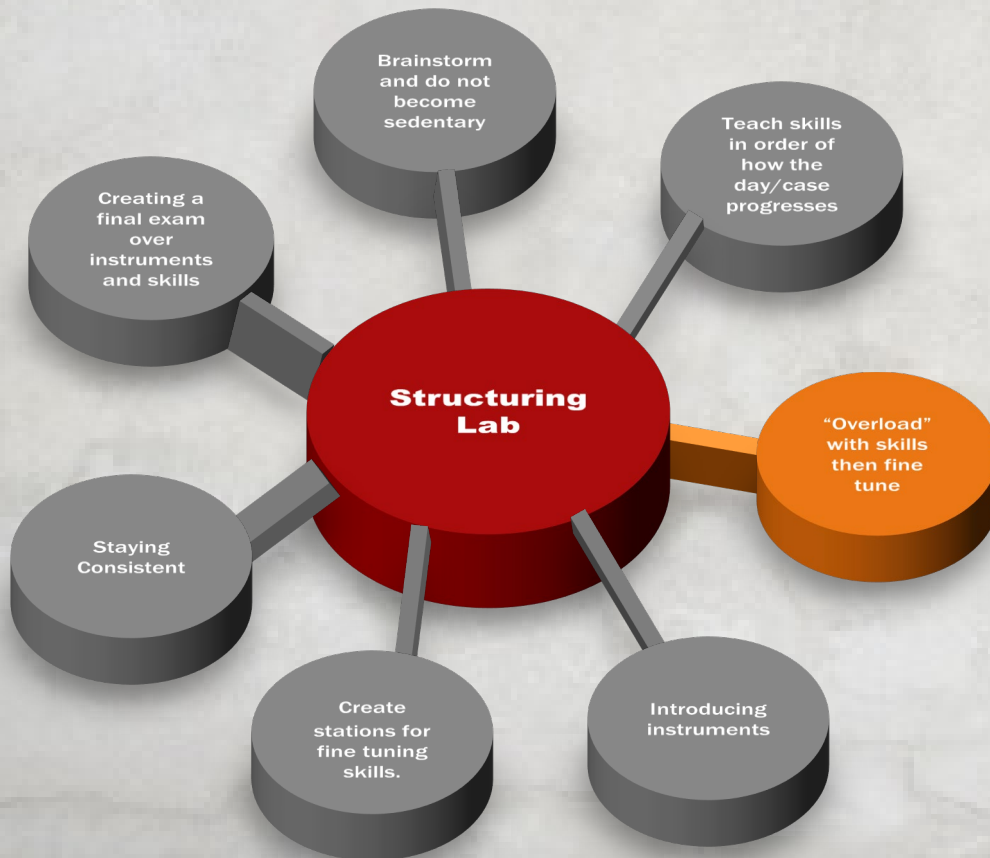 Brainstorm
and do not
become
sedentary
Teach skills
in order of
how the
day/case
progresses
Creating a
final exam
over
instruments
and skills
Structuring
Lab
“Overload”
with skills
then fine
tune
Staying
Consistent
Create
stations for
fine tuning
skills.
Introducing
instruments